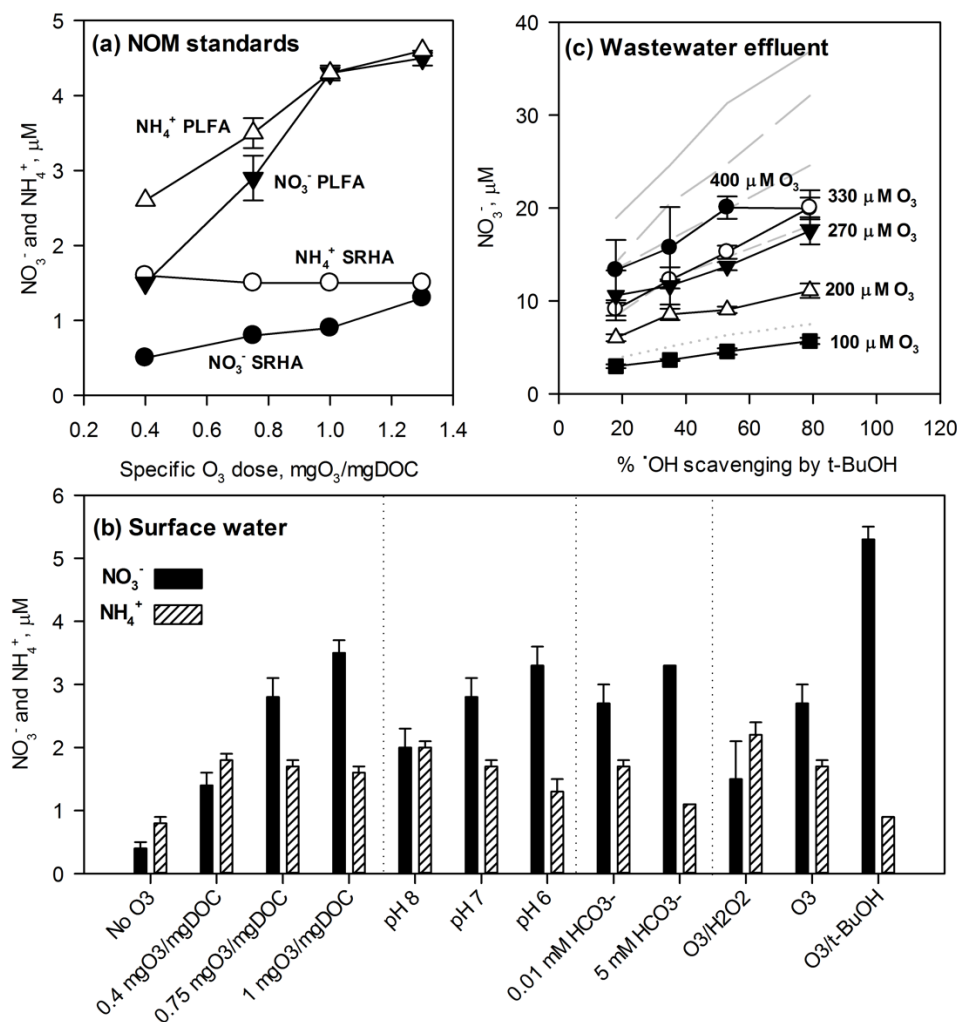 (a) NOM standards
NO₃⁻ and NH₄⁺, μM
5
4
3
2
1
0
NH₄⁺ PLFA
NO₃⁻ PLFA
NH₄⁺ SRHA
NO₃⁻ SRHA
0.2 0.4 0.6 0.8 1.0 1.2 1.4
Specific O₃ dose, mgO₃/mgDOC
(c) Wastewater effluent
NO₃⁻, μM
40
30
20
10
0
400 μM O₃
330 μM O₃
270 μM O₃
200 μM O₃
100 μM O₃
0 20 40 60 80 100 120
% •OH scavenging by t-BuOH
(b) Surface water
NO₃⁻
NH₄⁺
NO₃⁻ and NH₄⁺, μM
6
5
4
3
2
1
0
No O3
0.4 mgO3/mgDOC
0.75 mgO3/mgDOC
1 mgO3/mgDOC
pH 8
pH 7
pH 6
0.01 mM HCO3-
5 mM HCO3-
O3/H2O2
O3
O3/t-BuOH